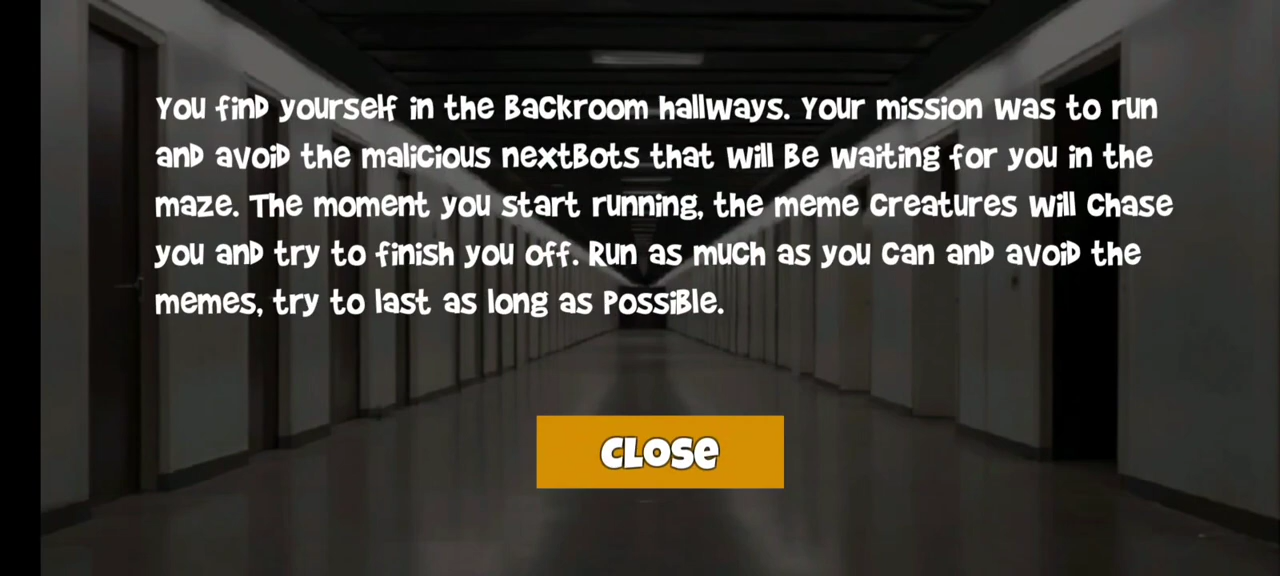 You find yourself in the Backroom hallways. Your mission was to run
and avoid the malicious nextBots that will Be waiting for you in the
maze. The moment you start running, the meme creatures will chase
you and try to finish you off. Run as much as you can and avoid the
memes, try to last as long as possible.
CLOSE